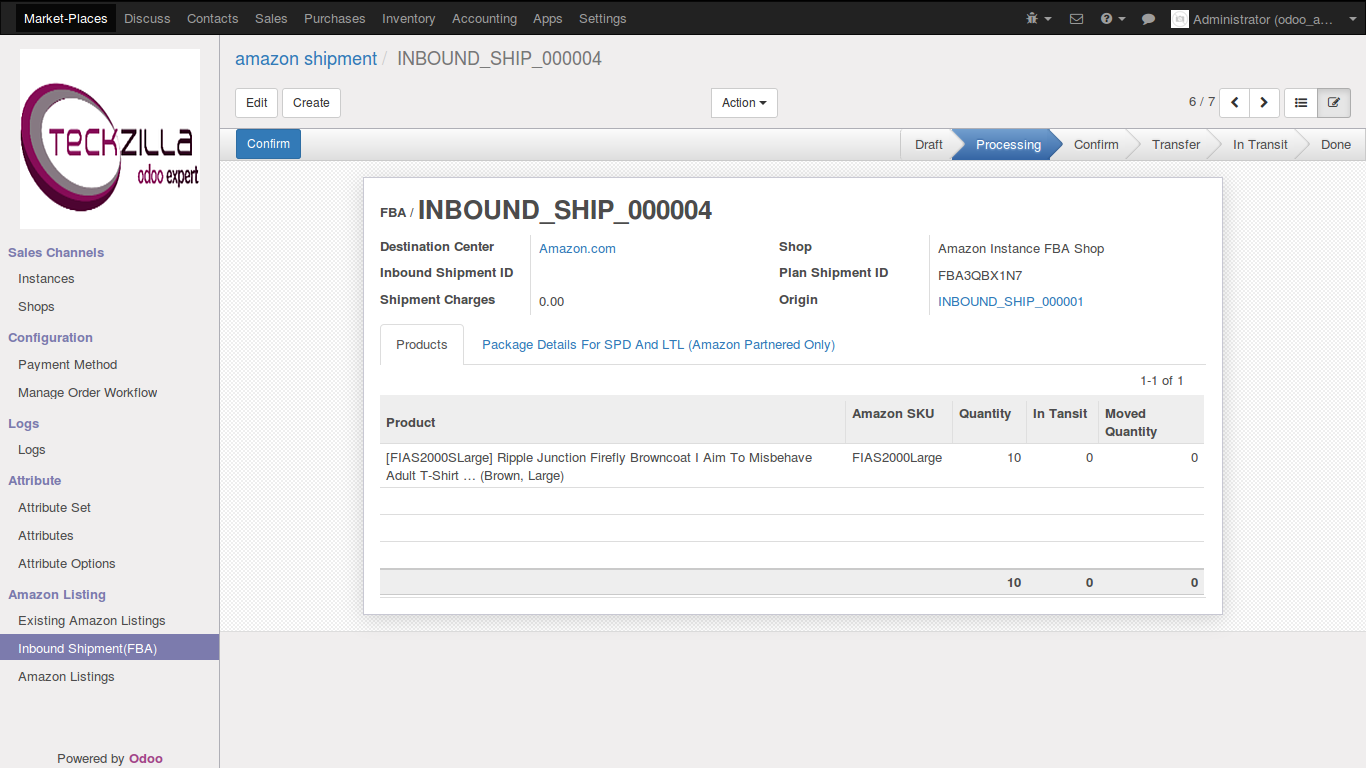 Market-Places Discuss Contacts Sales Purchases Inventory Accounting Apps Settings Administrator (odoo_a...
TECKZILLA
odoo expert
Sales Channels
Instances
Shops
Configuration
Payment Method
Manage Order Workflow
Logs
Logs
Attribute
Attribute Set
Attributes
Attribute Options
Amazon Listing
Existing Amazon Listings
Inbound Shipment(FBA)
Amazon Listings
Powered by Odoo
amazon shipment / INBOUND_SHIP_000004
Edit Create Action 6 / 7
Confirm Draft Processing Confirm Transfer In Transit Done
FBA / INBOUND_SHIP_000004
Destination Center Amazon.com Shop Amazon Instance FBA Shop
Inbound Shipment ID Plan Shipment ID FBA3QBX1N7
Shipment Charges 0.00 Origin INBOUND_SHIP_000001
Products Package Details For SPD And LTL (Amazon Partnered Only)
1-1 of 1
Product Amazon SKU Quantity In Tansit Moved
Quantity
[FIAS2000SLarge] Ripple Junction Firefly Browncoat I Aim To Misbehave FIAS2000Large 10 0 0
Adult T-Shirt ... (Brown, Large)
10 0 0